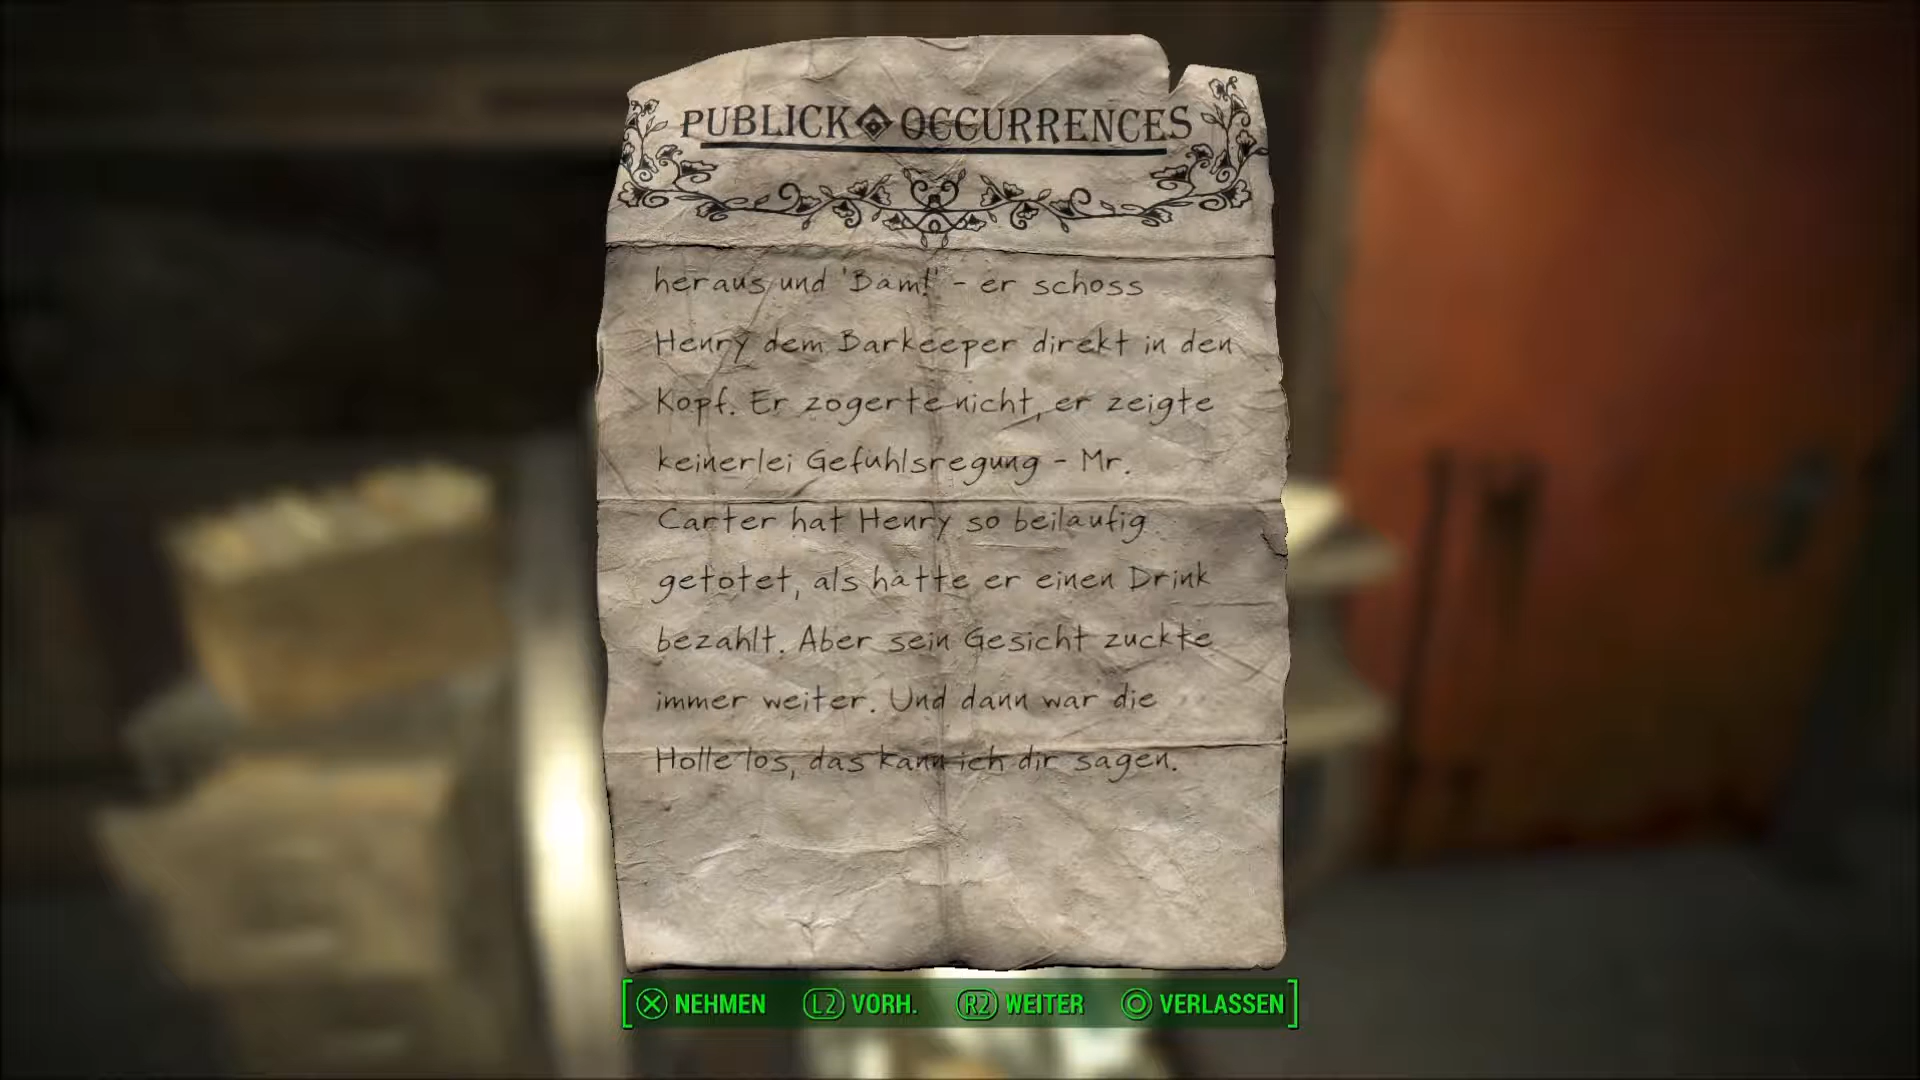 PUBLICK OCCURRENCES
heraus und 'Bam!' - er schoss
Henry dem Barkeeper direkt in den
Kopf. Er zogerte nicht, er zeigte
keinerlei Gefuhlsregung - Mr.
Carter hat Henry so beilaufig
getotet, als hatte er einen Drink
bezahlt. Aber sein Gesicht zuckte
immer weiter. Und dann war die
Holle los, das kann ich dir sagen.
NEHMEN L2 VORH. R2 WEITER VERLASSEN